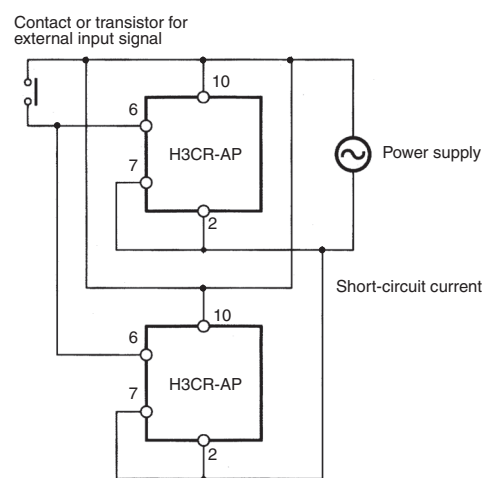 Contact or transistor for
external input signal
10
6
H3CR-AP
7
Power supply
2
Short-circuit current
10
6
H3CR-AP
7
2